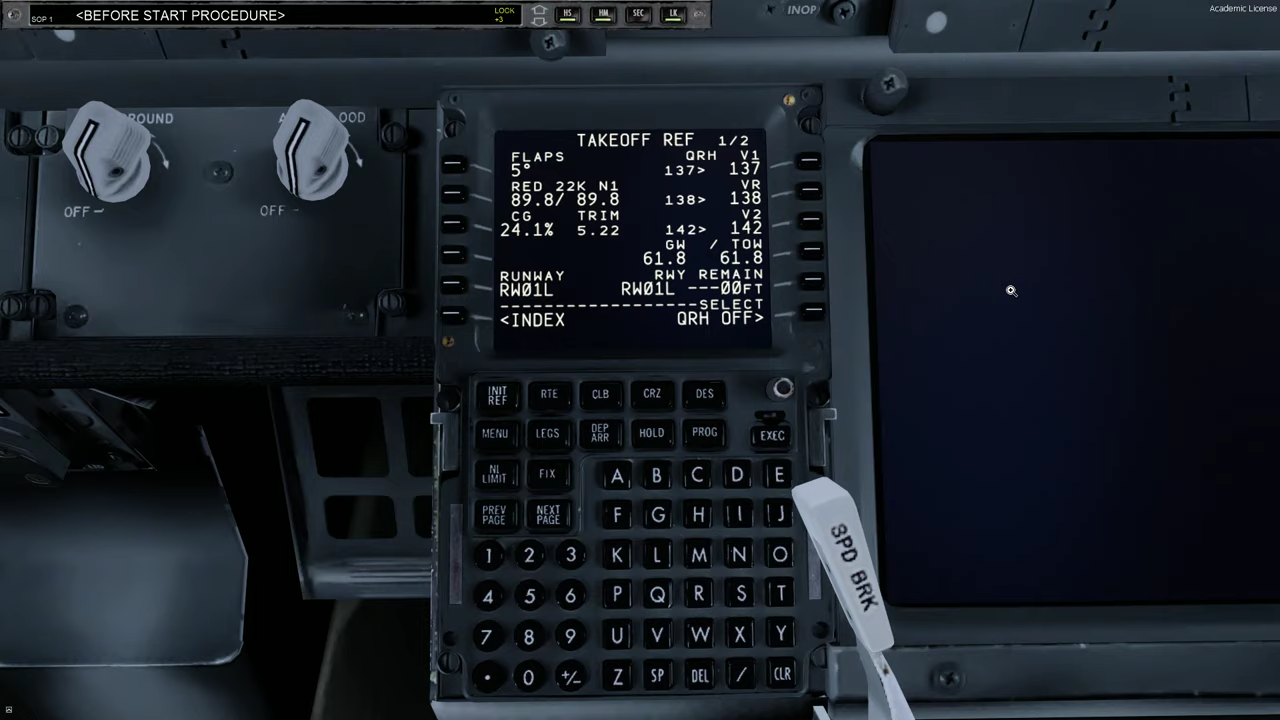 SOP 1 <BEFORE START PROCEDURE> LOCK +3 HS HM SEC LK
Academic License
INOP
OFF
OFF
TAKEOFF REF 1/2
FLAPS QRH V1
5° 137> 137
RED 22K N1 VR
89.8/ 89.8 138> 138
CG TRIM V2
24.1% 5.22 142> 142
GW / TOW
61.8 61.8
RUNWAY RWY REMAIN
RW01L RW01L ---00FT
--------------------SELECT
<INDEX QRH OFF>
INIT REF RTE CLB CRZ DES
MENU LEGS DEP ARR HOLD PROG EXEC
N1 LIMIT FIX A B C D E
PREV PAGE NEXT PAGE F G H I J
1 2 3 K L M N O
4 5 6 P Q R S T
7 8 9 U V W X Y
. 0 +/- Z SP DEL / CLR
SPD BRK